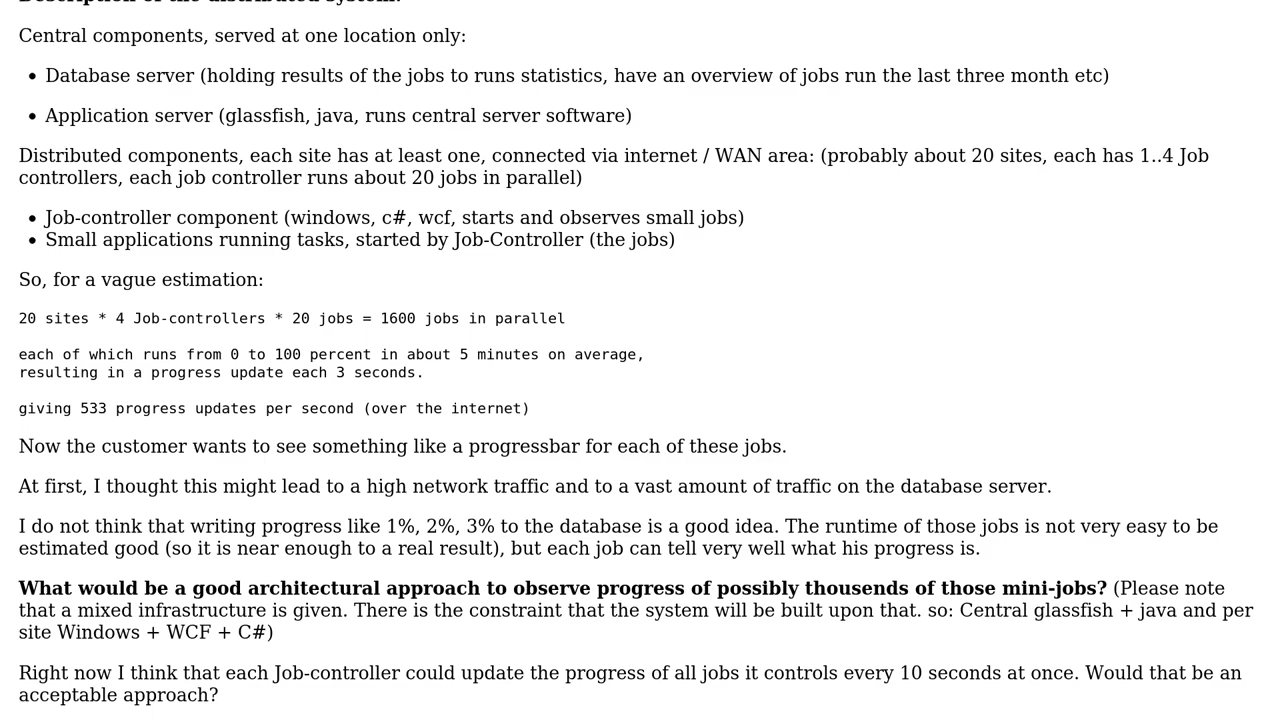 Description of the distributed system:
Central components, served at one location only:
• Database server (holding results of the jobs to runs statistics, have an overview of jobs run the last three month etc)
• Application server (glassfish, java, runs central server software)
Distributed components, each site has at least one, connected via internet / WAN area: (probably about 20 sites, each has 1..4 Job
controllers, each job controller runs about 20 jobs in parallel)
• Job-controller component (windows, c#, wcf, starts and observes small jobs)
• Small applications running tasks, started by Job-Controller (the jobs)
So, for a vague estimation:
20 sites * 4 Job-controllers * 20 jobs = 1600 jobs in parallel
each of which runs from 0 to 100 percent in about 5 minutes on average,
resulting in a progress update each 3 seconds.
giving 533 progress updates per second (over the internet)
Now the customer wants to see something like a progressbar for each of these jobs.
At first, I thought this might lead to a high network traffic and to a vast amount of traffic on the database server.
I do not think that writing progress like 1%, 2%, 3% to the database is a good idea. The runtime of those jobs is not very easy to be
estimated good (so it is near enough to a real result), but each job can tell very well what his progress is.
What would be a good architectural approach to observe progress of possibly thousands of those mini-jobs? (Please note
that a mixed infrastructure is given. There is the constraint that the system will be built upon that. so: Central glassfish + java and per
site Windows + WCF + C#)
Right now I think that each Job-controller could update the progress of all jobs it controls every 10 seconds at once. Would that be an
acceptable approach?